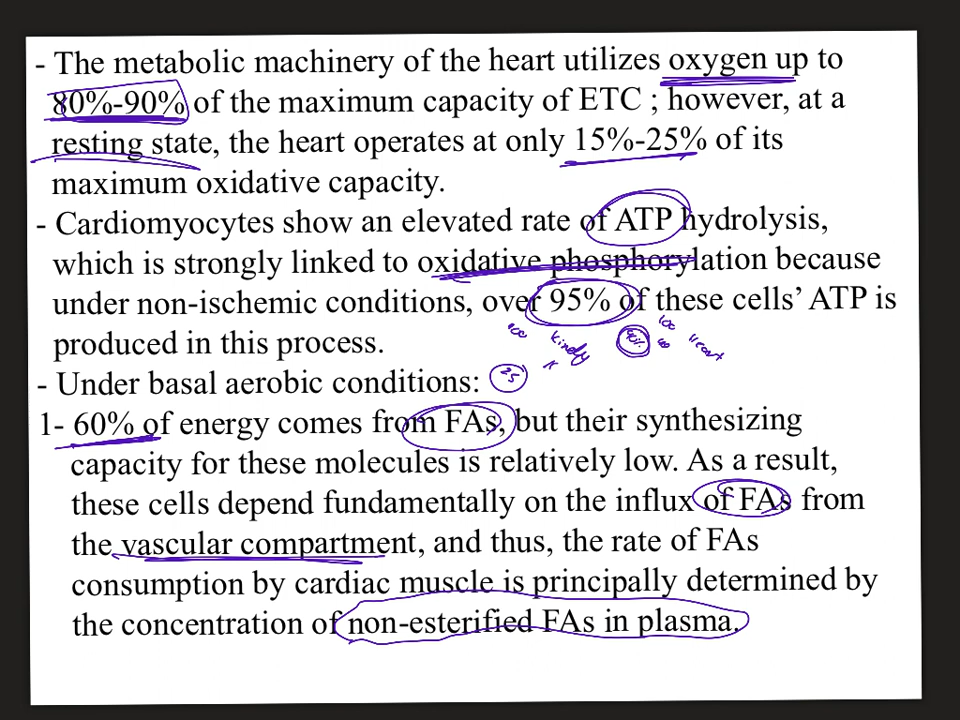 - The metabolic machinery of the heart utilizes oxygen up to
80%-90% of the maximum capacity of ETC ; however, at a
resting state, the heart operates at only 15%-25% of its
maximum oxidative capacity.
- Cardiomyocytes show an elevated rate of ATP hydrolysis,
which is strongly linked to oxidative phosphorylation because
under non-ischemic conditions, over 95% of these cells' ATP is
produced in this process.
100 kindy 100 Heart
- Under basal aerobic conditions: 25
1- 60% of energy comes from FAs, but their synthesizing
capacity for these molecules is relatively low. As a result,
these cells depend fundamentally on the influx of FAs from
the vascular compartment, and thus, the rate of FAs
consumption by cardiac muscle is principally determined by
the concentration of non-esterified FAs in plasma.